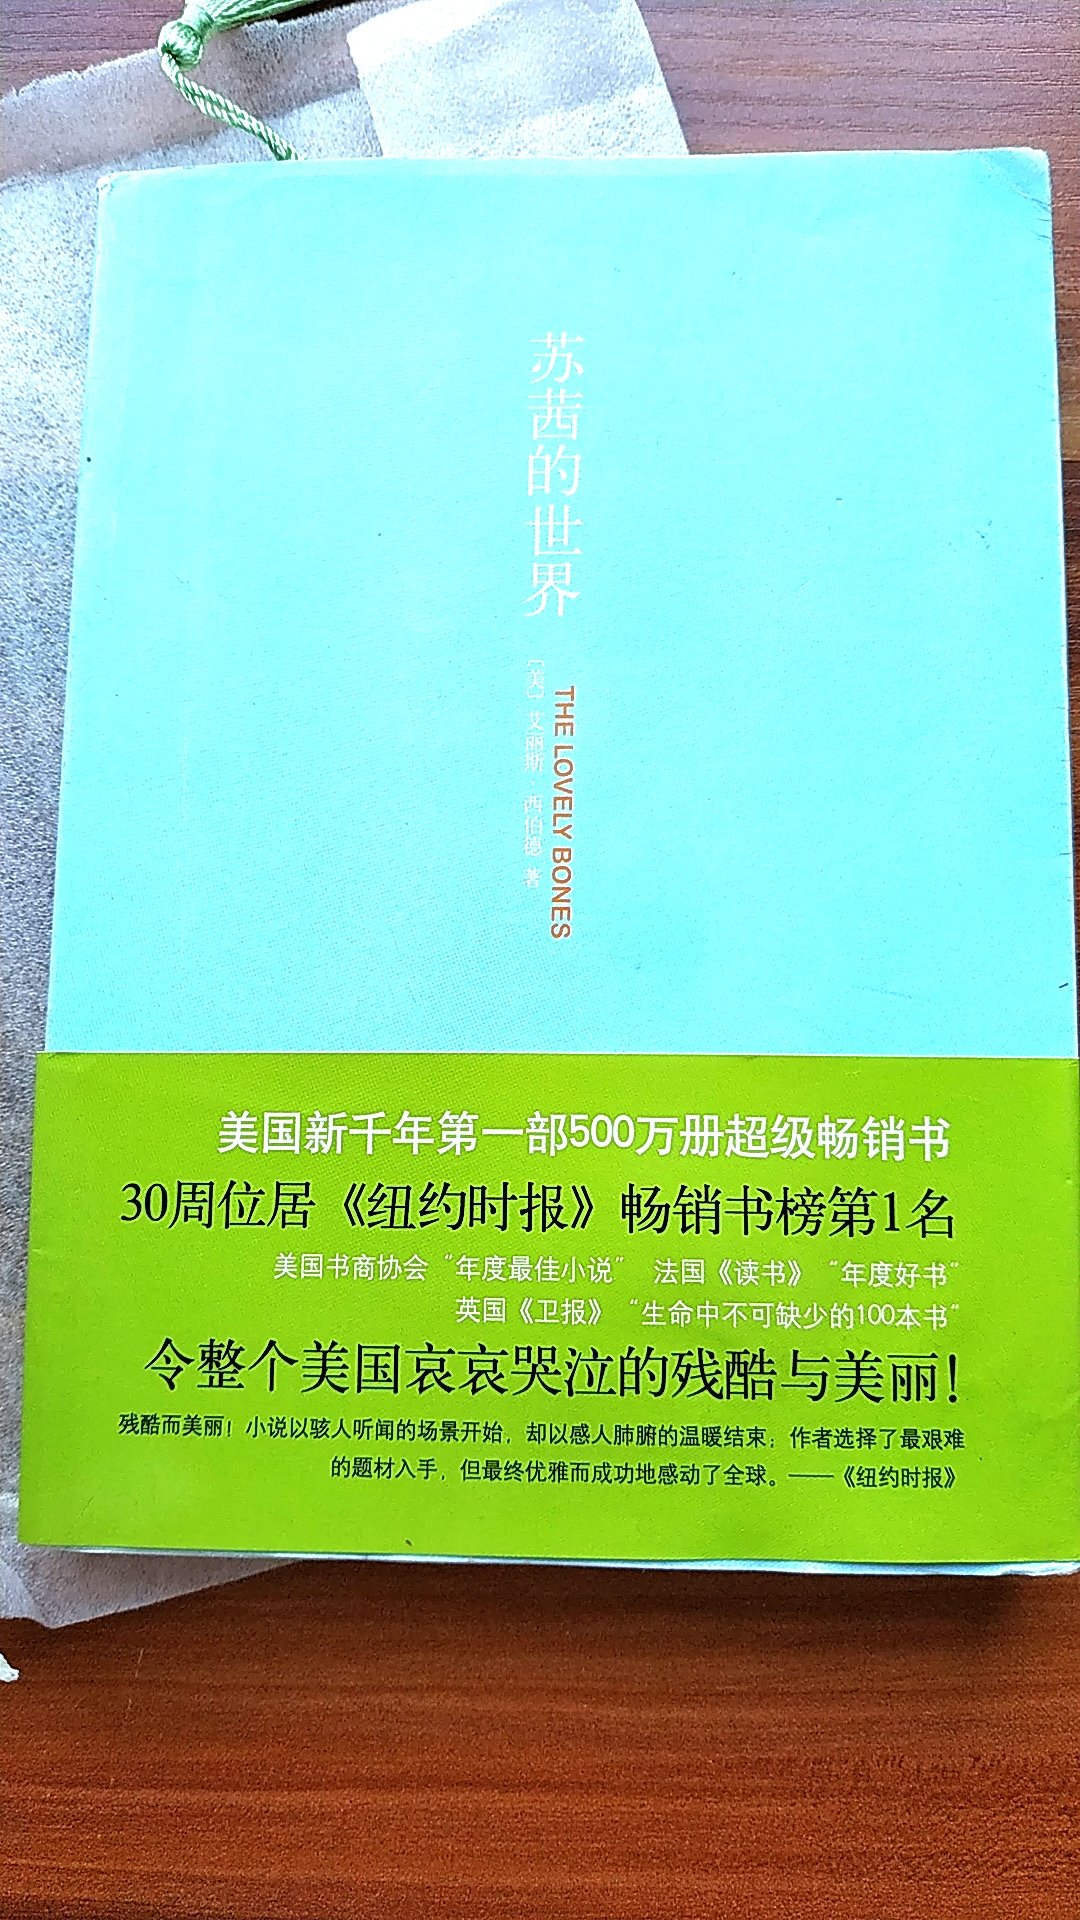 苏茜的世界
THE LOVELY BONES
[美] 艾丽斯·西伯德 著
美国新千年第一部500万册超级畅销书
30周位居《纽约时报》畅销书榜第1名
美国书商协会“年度最佳小说” 法国《读书》“年度好书”
英国《卫报》“生命中不可缺少的100本书”
令整个美国哀哀哭泣的残酷与美丽!
残酷而美丽!小说以骇人听闻的场景开始,却以感人肺腑的温暖结束;作者选择了最艰难
的题材入手,但最终优雅而成功地感动了全球。——《纽约时报》